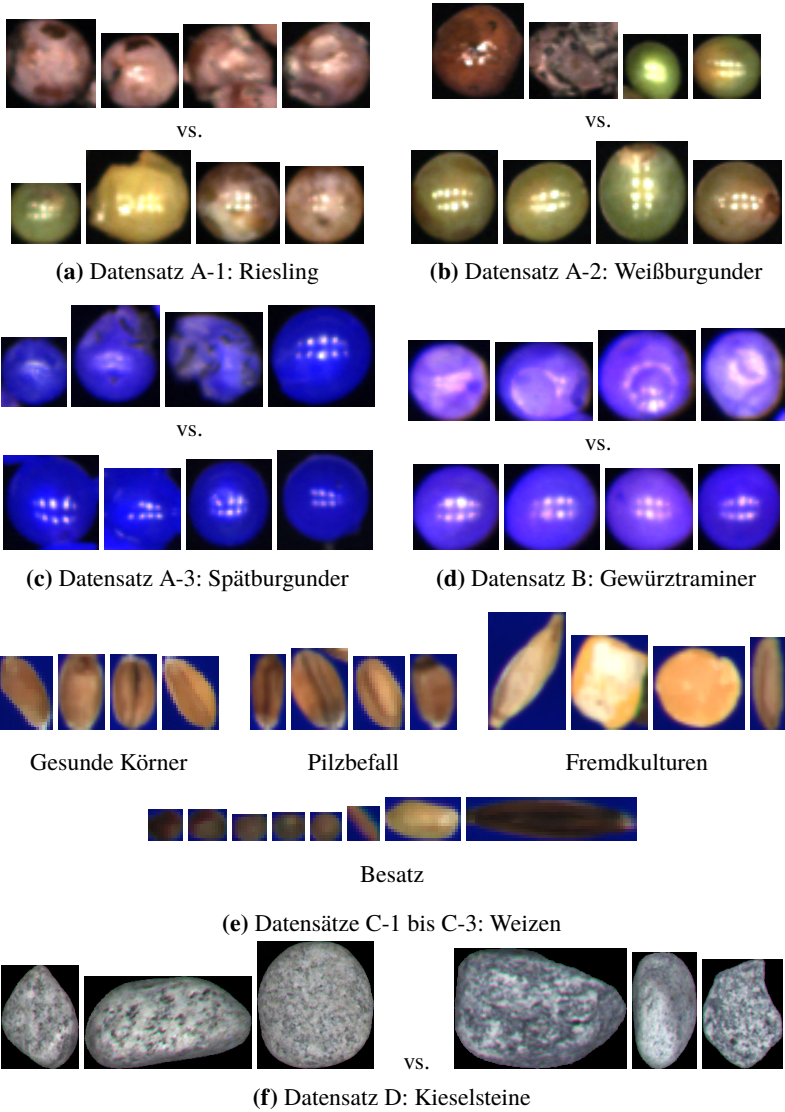 vs.
vs.
(a) Datensatz A-1: Riesling
(b) Datensatz A-2: Weißburgunder
vs.
vs.
(c) Datensatz A-3: Spätburgunder
(d) Datensatz B: Gewürztraminer
Gesunde Körner
Pilzbefall
Fremdkulturen
Besatz
(e) Datensätze C-1 bis C-3: Weizen
vs.
(f) Datensatz D: Kieselsteine